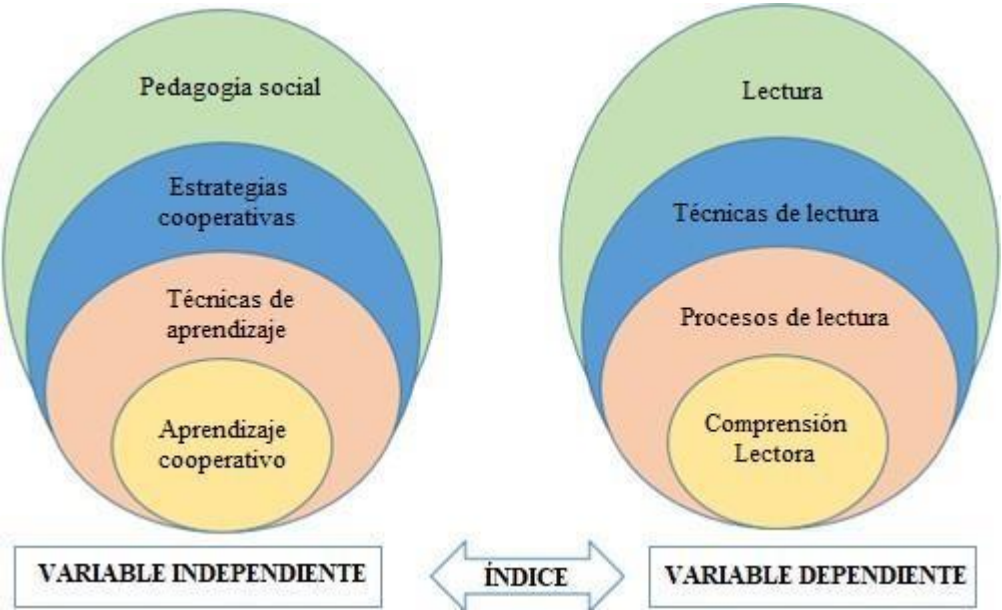 Pedagogía social
Estrategias
cooperativas
Técnicas de
aprendizaje
Aprendizaje
cooperativo
VARIABLE INDEPENDIENTE
ÍNDICE
Lectura
Técnicas de lectura
Procesos de lectura
Comprensión
Lectora
VARIABLE DEPENDIENTE